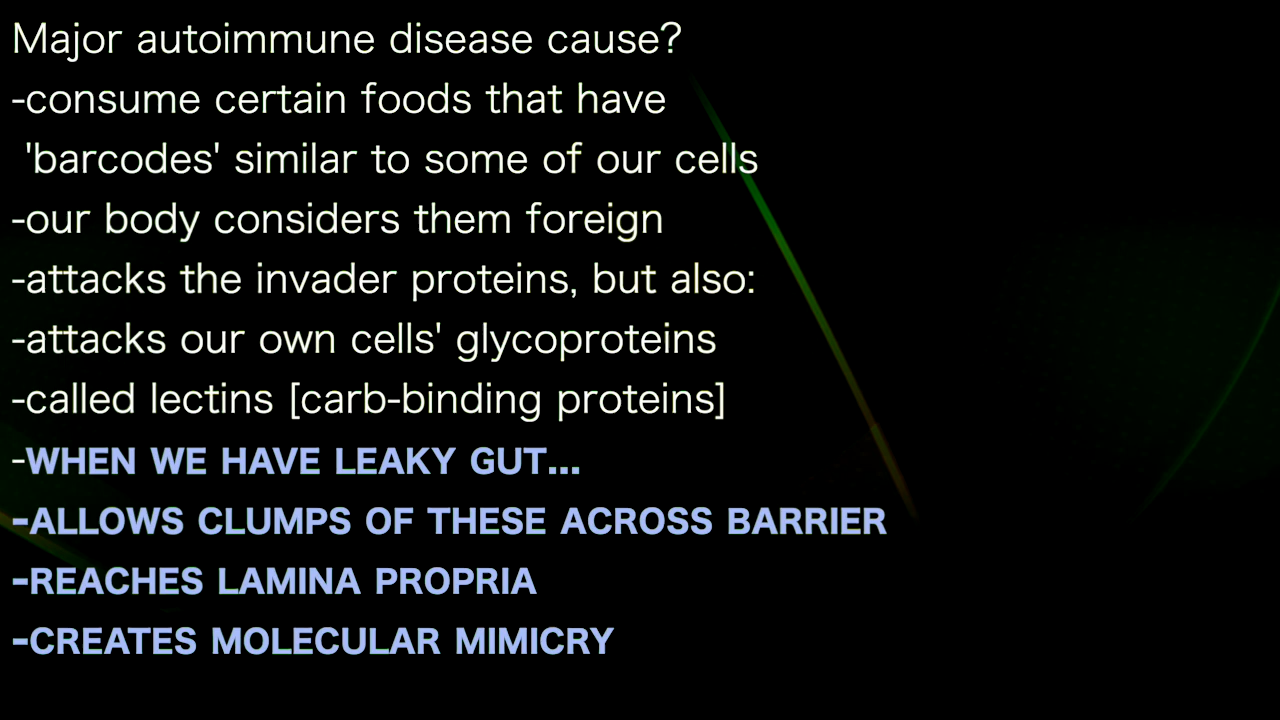 Major autoimmune disease cause?
-consume certain foods that have
'barcodes' similar to some of our cells
-our body considers them foreign
-attacks the invader proteins, but also:
-attacks our own cells' glycoproteins
-called lectins [carb-binding proteins]
-WHEN WE HAVE LEAKY GUT...
-ALLOWS CLUMPS OF THESE ACROSS BARRIER
-REACHES LAMINA PROPRIA
-CREATES MOLECULAR MIMICRY